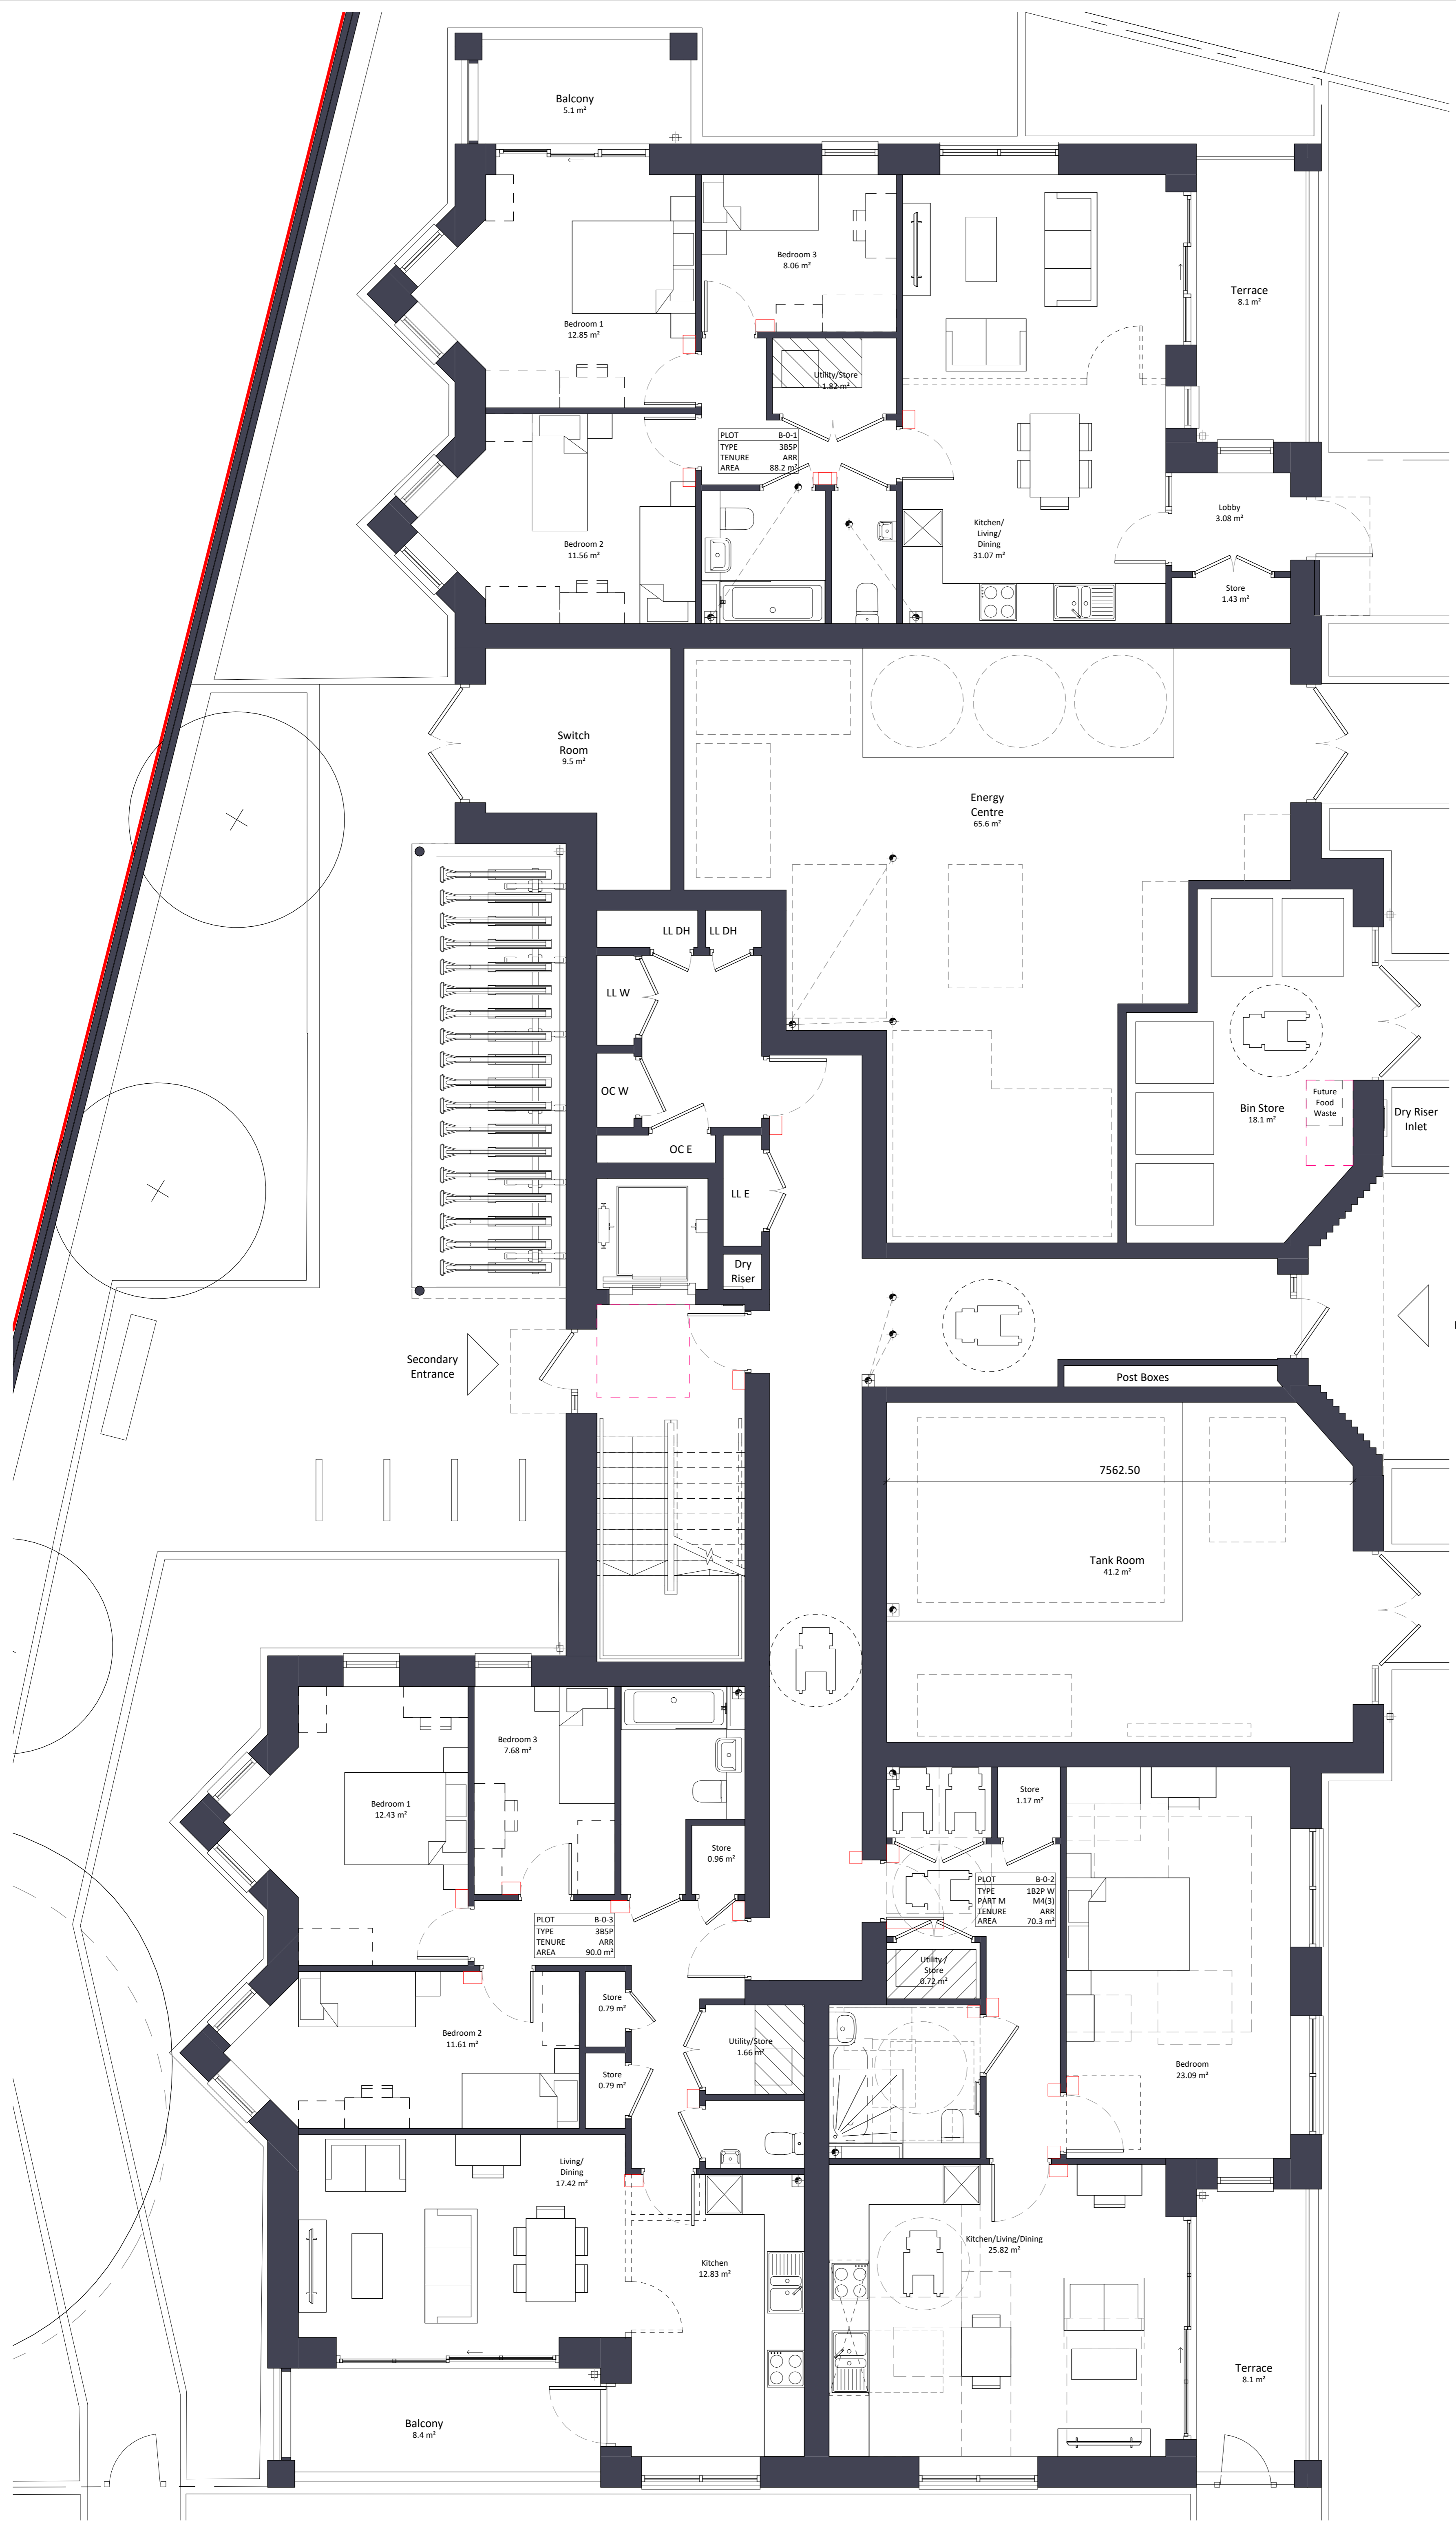 Balcony
5.1 m²
Bedroom 3
8.06 m²
Terrace
8.1 m²
Bedroom 1
12.85 m²
Utility/Store
1.82 m²
PLOT B-0-1
TYPE 3B5P
TENURE ARR
AREA 88.2 m²
Lobby
3.08 m²
Kitchen/
Living/
Dining
31.07 m²
Bedroom 2
11.56 m²
Store
1.43 m²
Switch
Room
9.5 m²
Energy
Centre
65.6 m²
LL DH
LL DH
LL W
OC W
OC E
LL E
Dry
Riser
Bin Store
18.1 m²
Future
Food
Waste
Dry Riser
Inlet
Secondary
Entrance
Post Boxes
7562.50
Tank Room
41.2 m²
Bedroom 3
7.68 m²
Bedroom 1
12.43 m²
Store
0.96 m²
Store
1.17 m²
PLOT B-0-2
TYPE 1B2P W
PART M M4(3)
TENURE ARR
AREA 70.3 m²
PLOT B-0-3
TYPE 3B5P
TENURE ARR
AREA 90.0 m²
Utility /
Store
0.72 m²
Store
0.79 m²
Bedroom 2
11.61 m²
Utility/Store
1.66 m²
Store
0.79 m²
Bedroom
23.09 m²
Living/
Dining
17.42 m²
Kitchen/Living/Dining
25.82 m²
Kitchen
12.83 m²
Terrace
8.1 m²
Balcony
8.4 m²